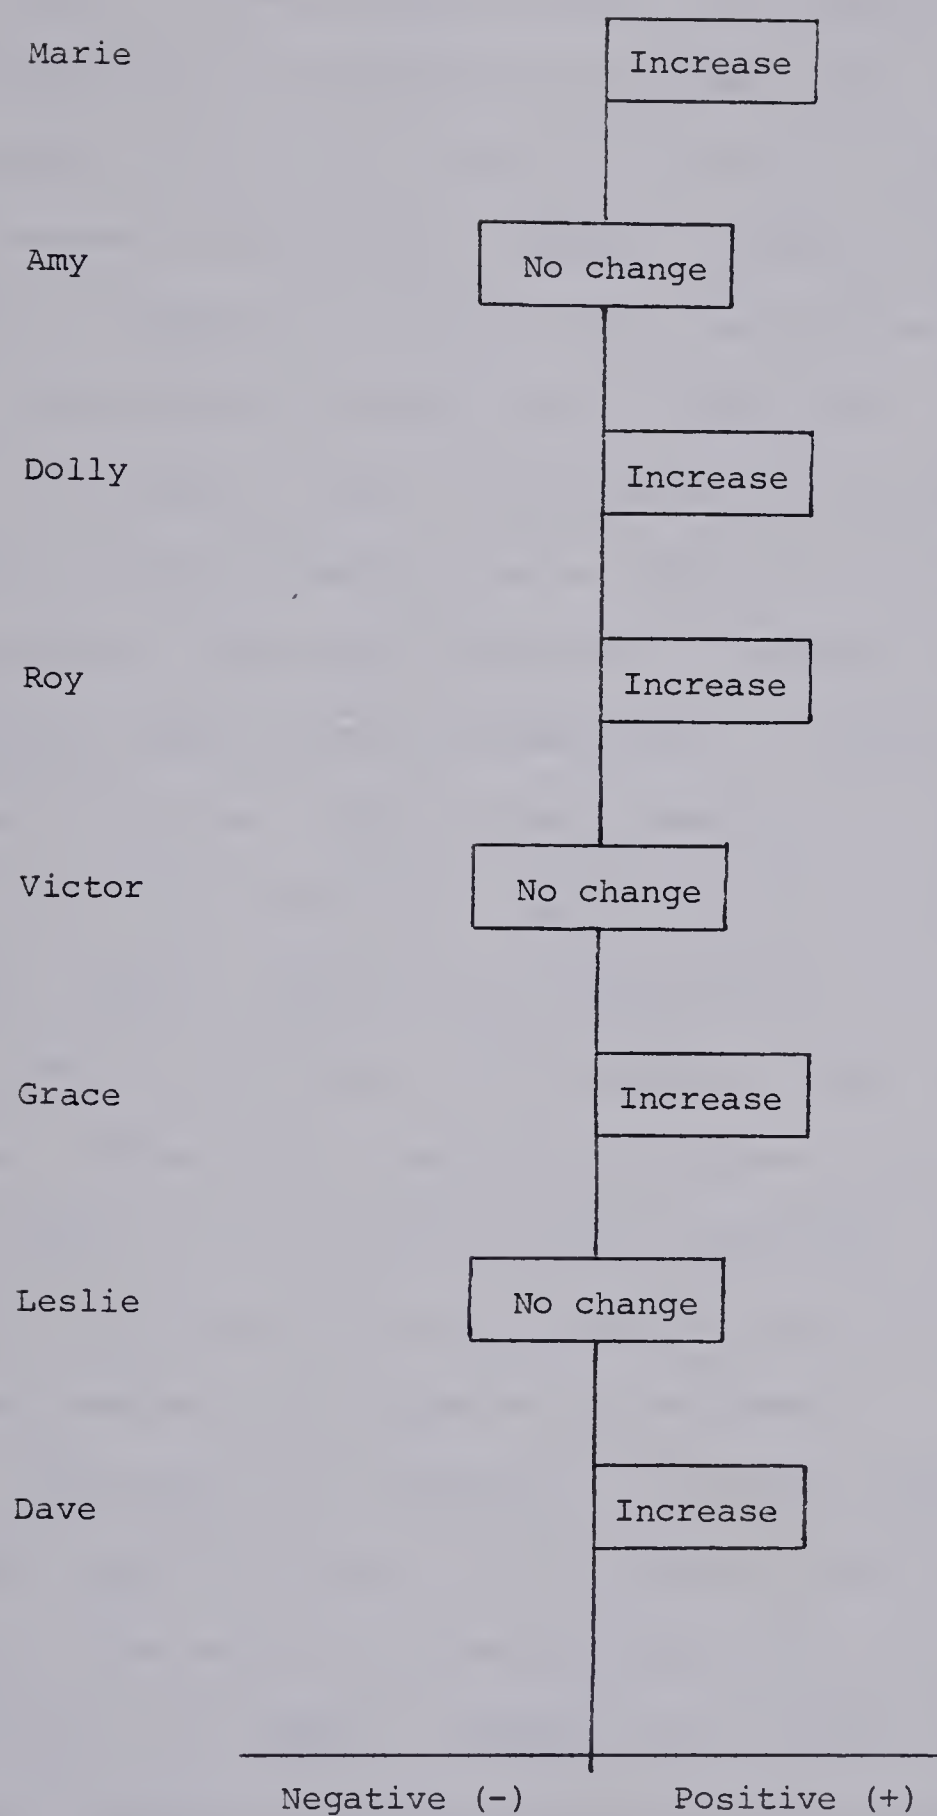 Marie Increase
Amy No change
Dolly Increase
Roy Increase
Victor No change
Grace Increase
Leslie No change
Dave Increase
Negative (-) Positive (+)